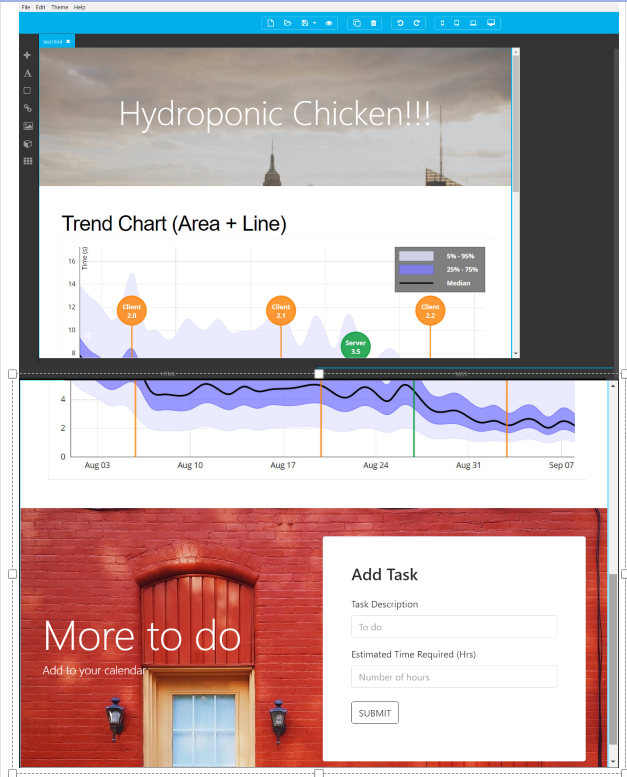 File Edit Theme Help
test.html ×
Hydroponic Chicken!!!
Trend Chart (Area + Line)
Time (s)
16
14
12
10
8
5% - 95%
25% - 75%
Median
Client
2.0
Client
2.1
Client
2.2
Server
3.5
HTML
4
2
0
Aug 03 Aug 10 Aug 17 Aug 24 Aug 31 Sep 07
More to do
Add to your calendar
Add Task
Task Description
To do
Estimated Time Required (Hrs)
Number of hours
SUBMIT